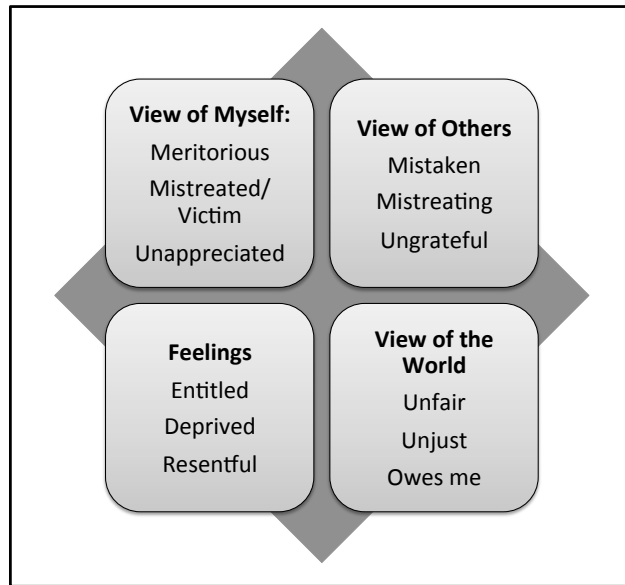 View of Myself:
Meritorious
Mistreated/
Victim
Unappreciated
View of Others
Mistaken
Mistreating
Ungrateful
Feelings
Entitled
Deprived
Resentful
View of the
World
Unfair
Unjust
Owes me